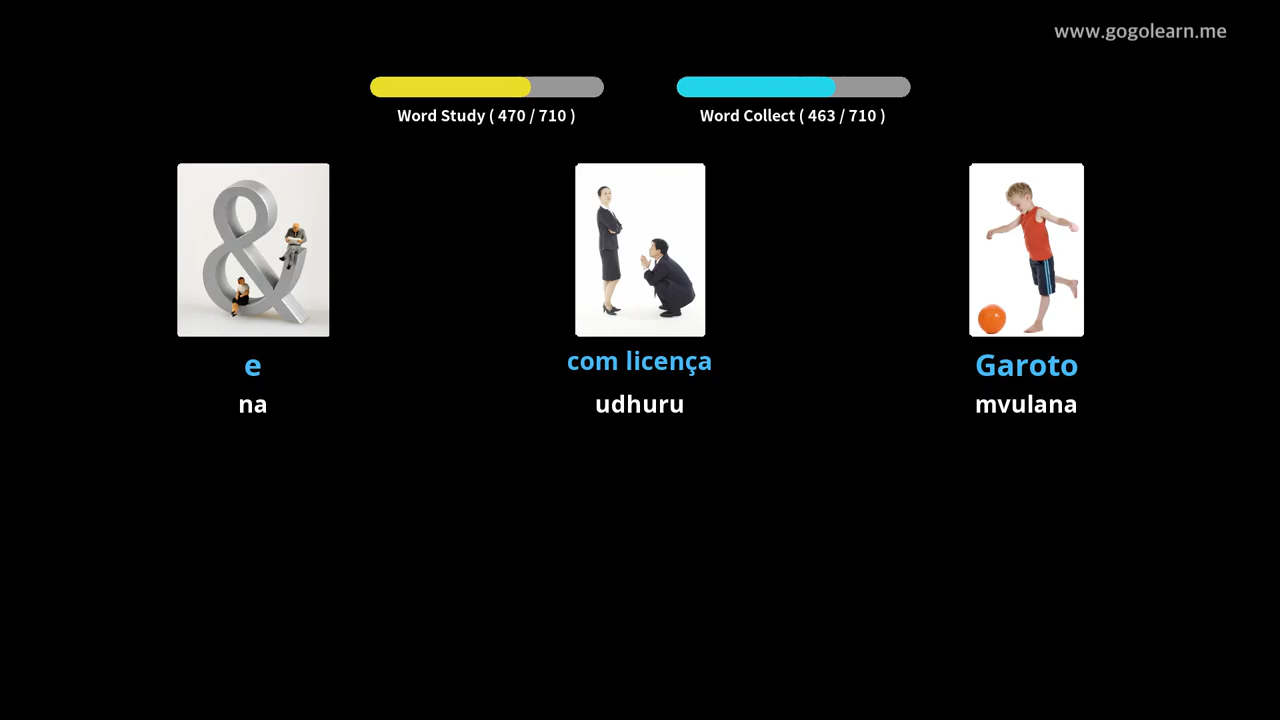 www.gogolearn.me
Word Study ( 470 / 710 )
Word Collect ( 463 / 710 )
&
e
com licença
Garoto
na
udhuru
mvulana